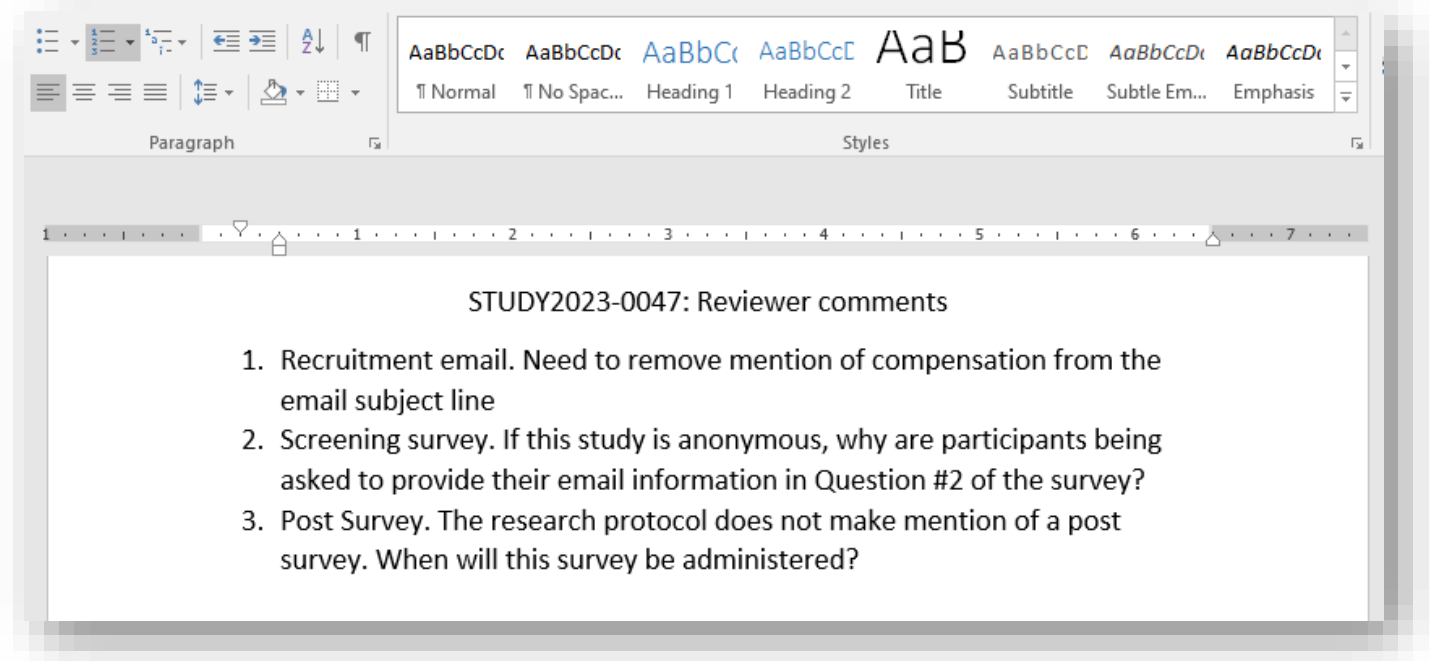 AaBbCcDc AaBbCcDc AaBbC AaBbCcE AaB AaBbCcD AaBbCcDc AaBbCcDc
¶ Normal ¶ No Spac... Heading 1 Heading 2 Title Subtitle Subtle Em... Emphasis
Paragraph Styles
1 1 2 3 4 5 6 7
STUDY2023-0047: Reviewer comments
1. Recruitment email. Need to remove mention of compensation from the
email subject line
2. Screening survey. If this study is anonymous, why are participants being
asked to provide their email information in Question #2 of the survey?
3. Post Survey. The research protocol does not make mention of a post
survey. When will this survey be administered?